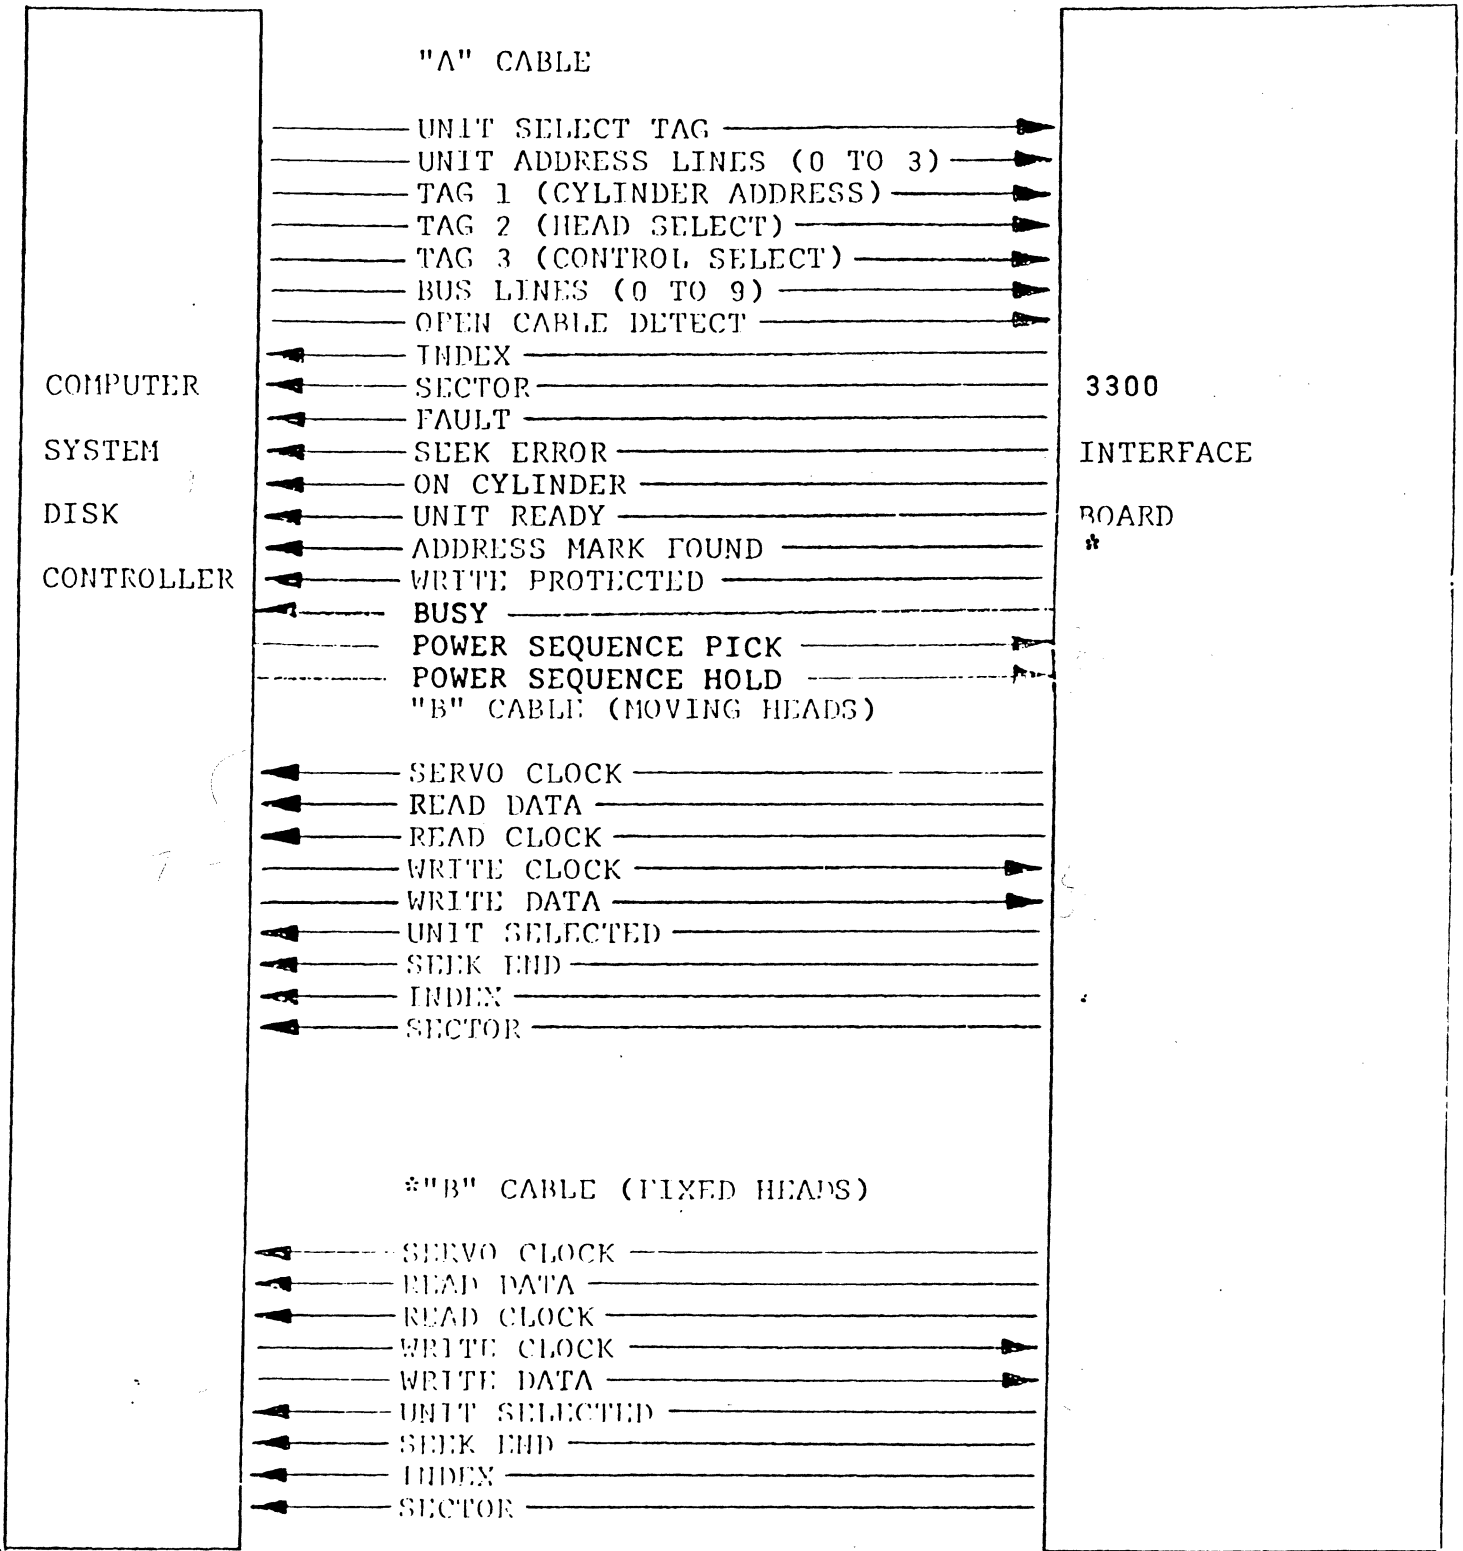 "A" CABLE
UNIT SELECT TAG
UNIT ADDRESS LINES (0 TO 3)
TAG 1 (CYLINDER ADDRESS)
TAG 2 (HEAD SELECT)
TAG 3 (CONTROL SELECT)
BUS LINES (0 TO 9)
OPEN CABLE DETECT
INDEX
COMPUTER SECTOR 3300
FAULT
SYSTEM SEEK ERROR INTERFACE
ON CYLINDER
DISK UNIT READY BOARD
ADDRESS MARK FOUND *
CONTROLLER WRITE PROTECTED
BUSY
POWER SEQUENCE PICK
POWER SEQUENCE HOLD
"B" CABLE (MOVING HEADS)
SERVO CLOCK
READ DATA
READ CLOCK
WRITE CLOCK
WRITE DATA
UNIT SELECTED
SEEK END
INDEX
SECTOR
*"B" CABLE (FIXED HEADS)
SERVO CLOCK
READ DATA
READ CLOCK
WRITE CLOCK
WRITE DATA
UNIT SELECTED
SEEK END
INDEX
SECTOR